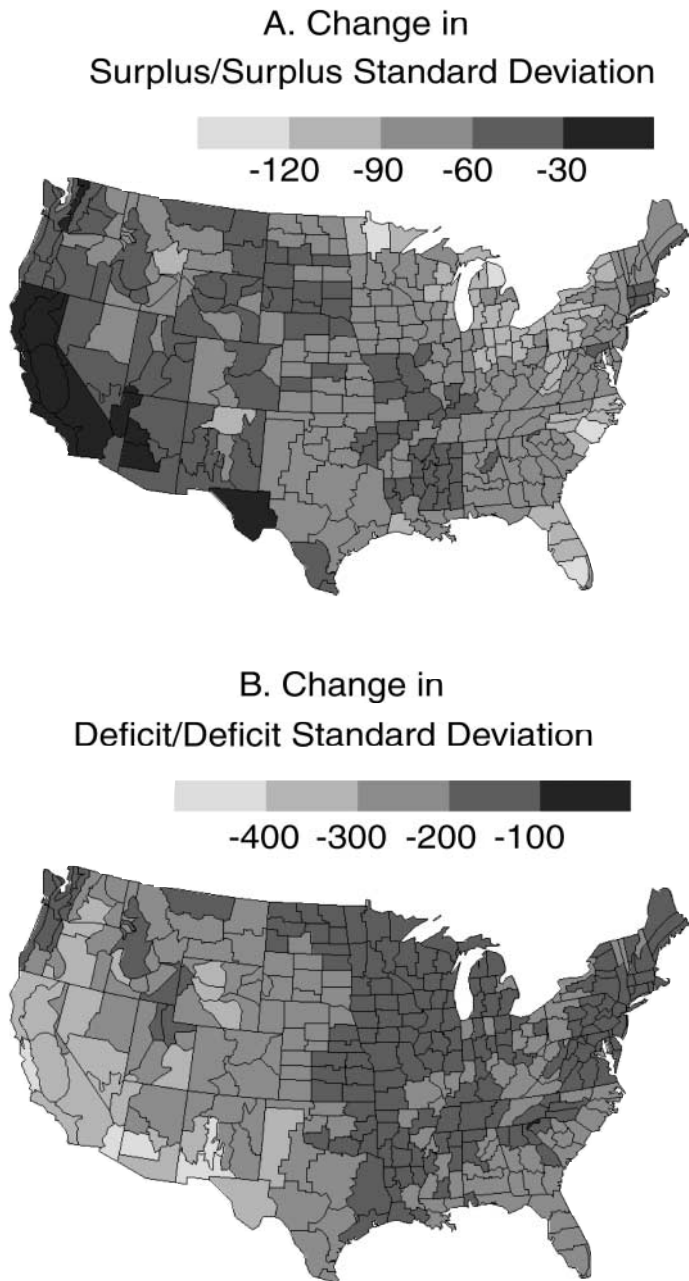 A. Change in
Surplus/Surplus Standard Deviation
-120 -90 -60 -30
B. Change in
Deficit/Deficit Standard Deviation
-400 -300 -200 -100